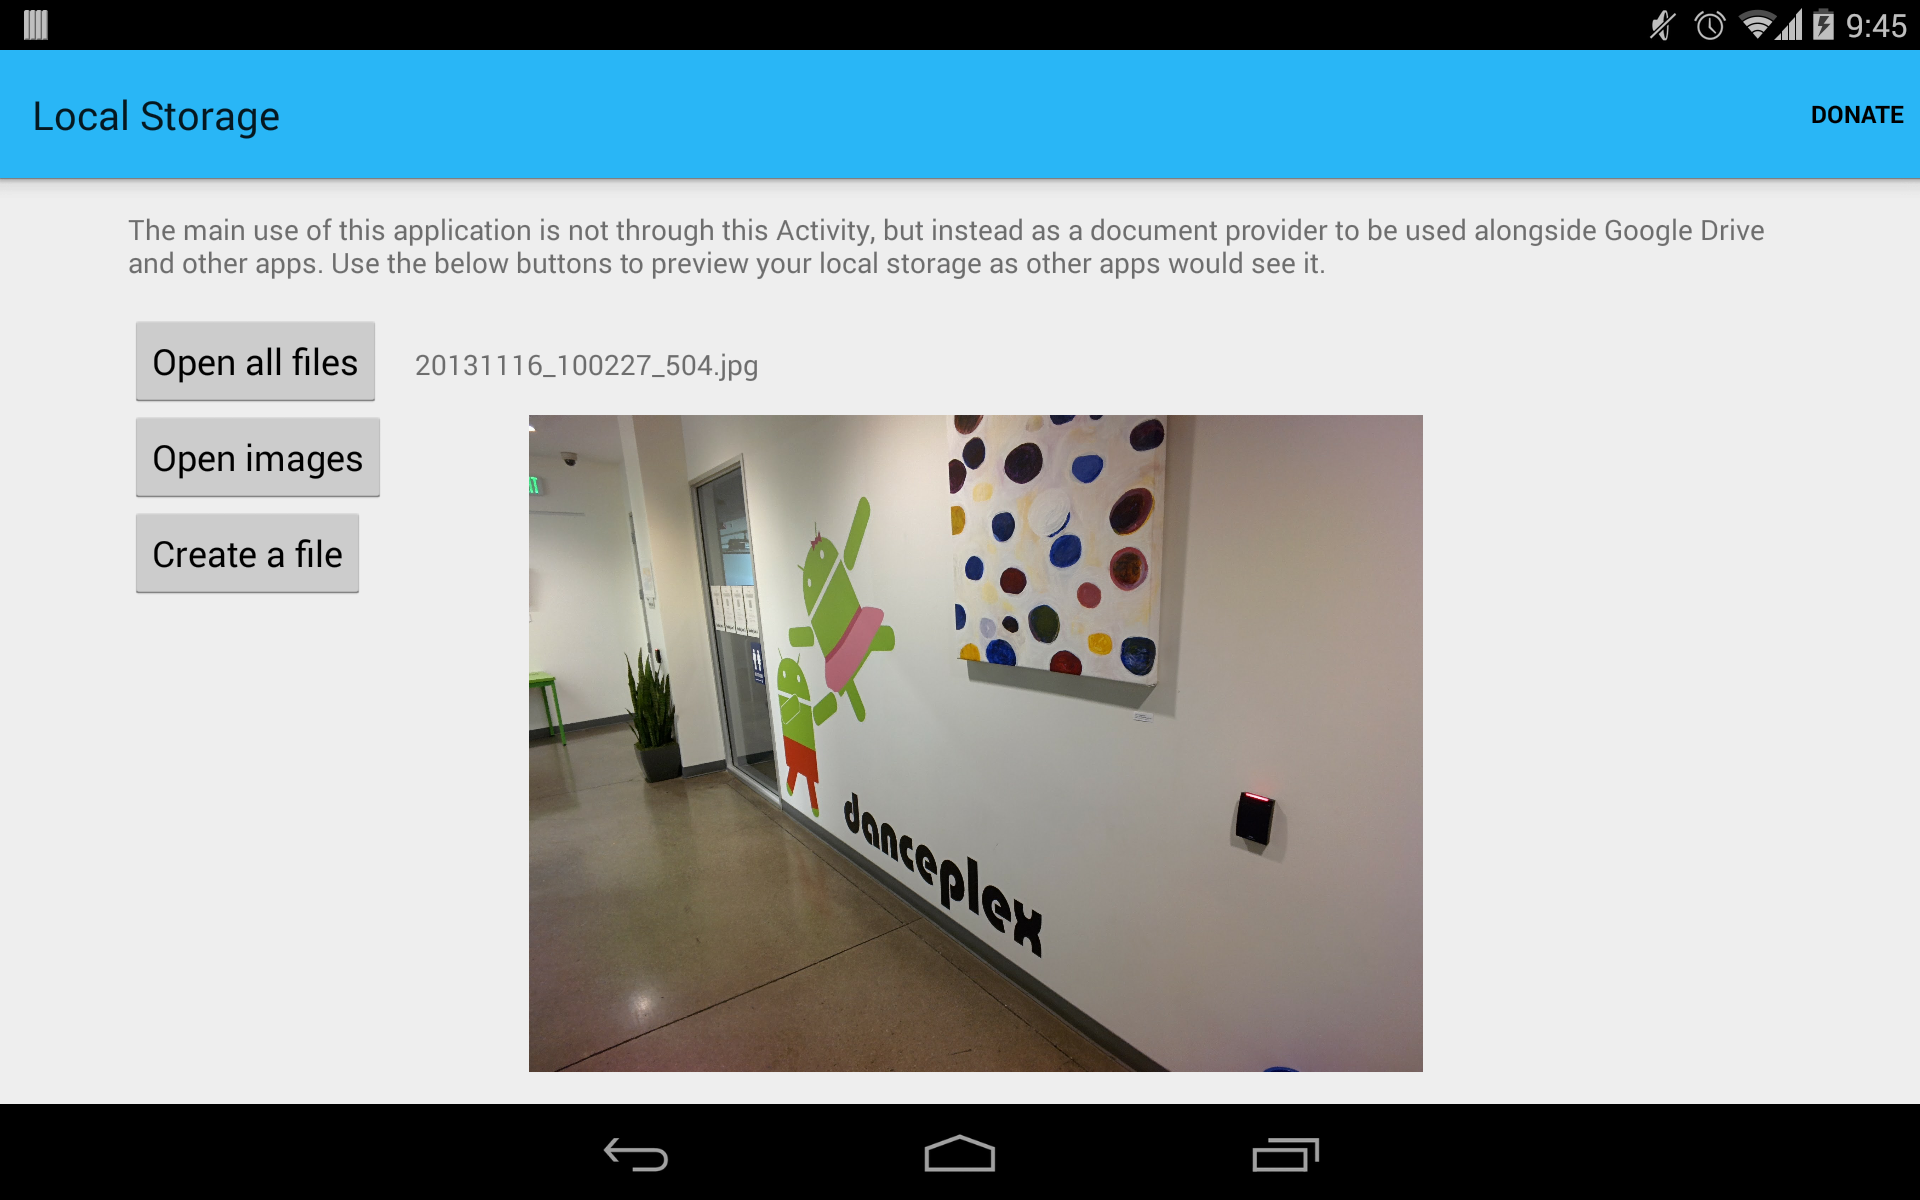 9:45
Local Storage
DONATE
The main use of this application is not through this Activity, but instead as a document provider to be used alongside Google Drive
and other apps. Use the below buttons to preview your local storage as other apps would see it.
Open all files
20131116_100227_504.jpg
Open images
Create a file
danceplex